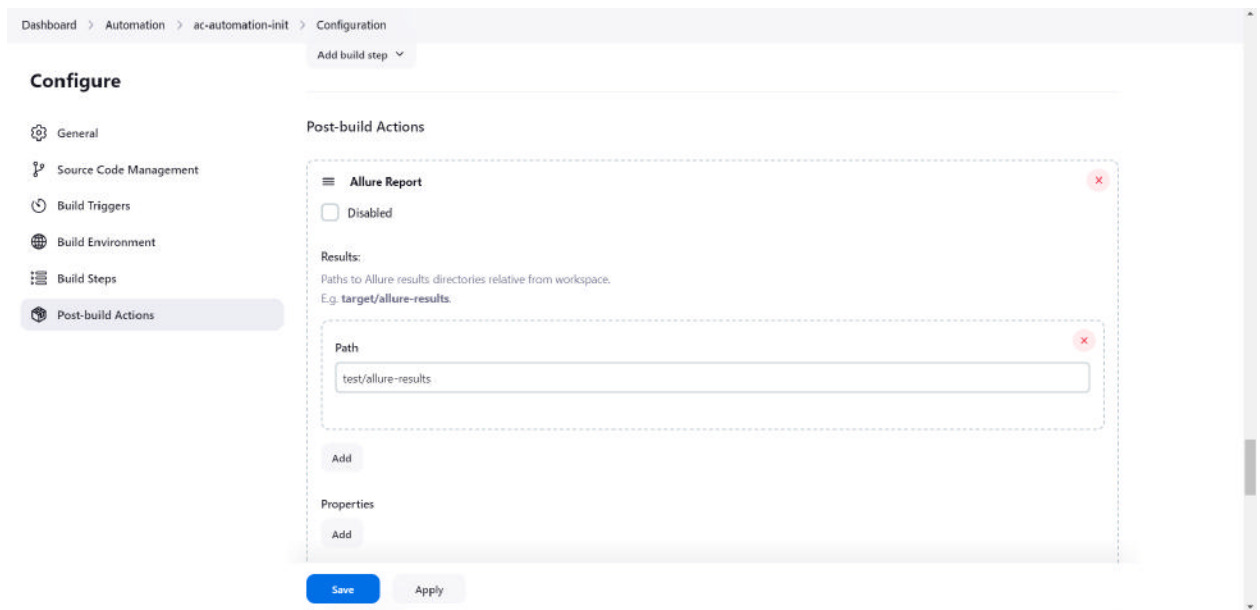 Dashboard > Automation > ac-automation-init > Configuration
Configure
General
Source Code Management
Build Triggers
Build Environment
Build Steps
Post-build Actions
Add build step
Post-build Actions
Allure Report
Disabled
Results:
Paths to Allure results directories relative from workspace.
E.g. target/allure-results.
Path
test/allure-results
Add
Properties
Add
Save Apply